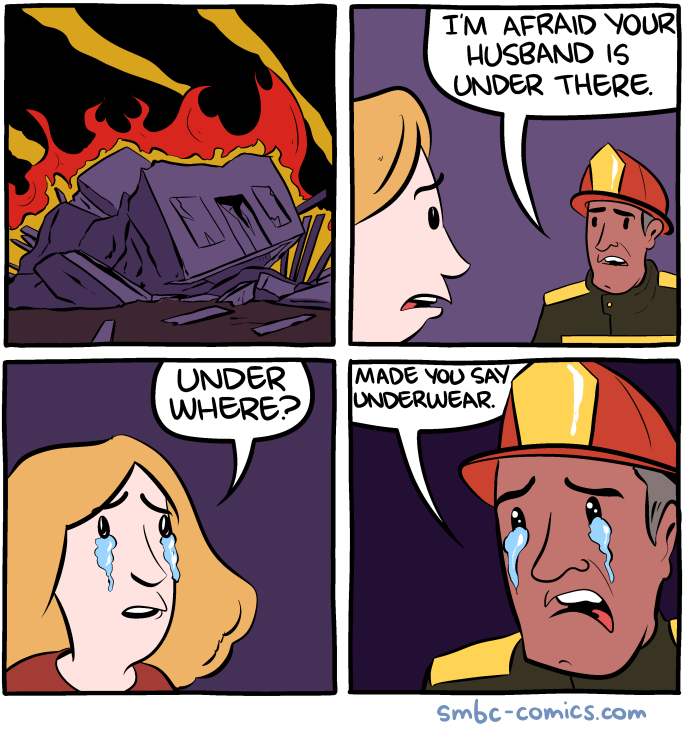 I'M AFRAID YOUR
HUSBAND IS
UNDER THERE.
UNDER
WHERE?
MADE YOU SAY
UNDERWEAR.
smbc-comics.com